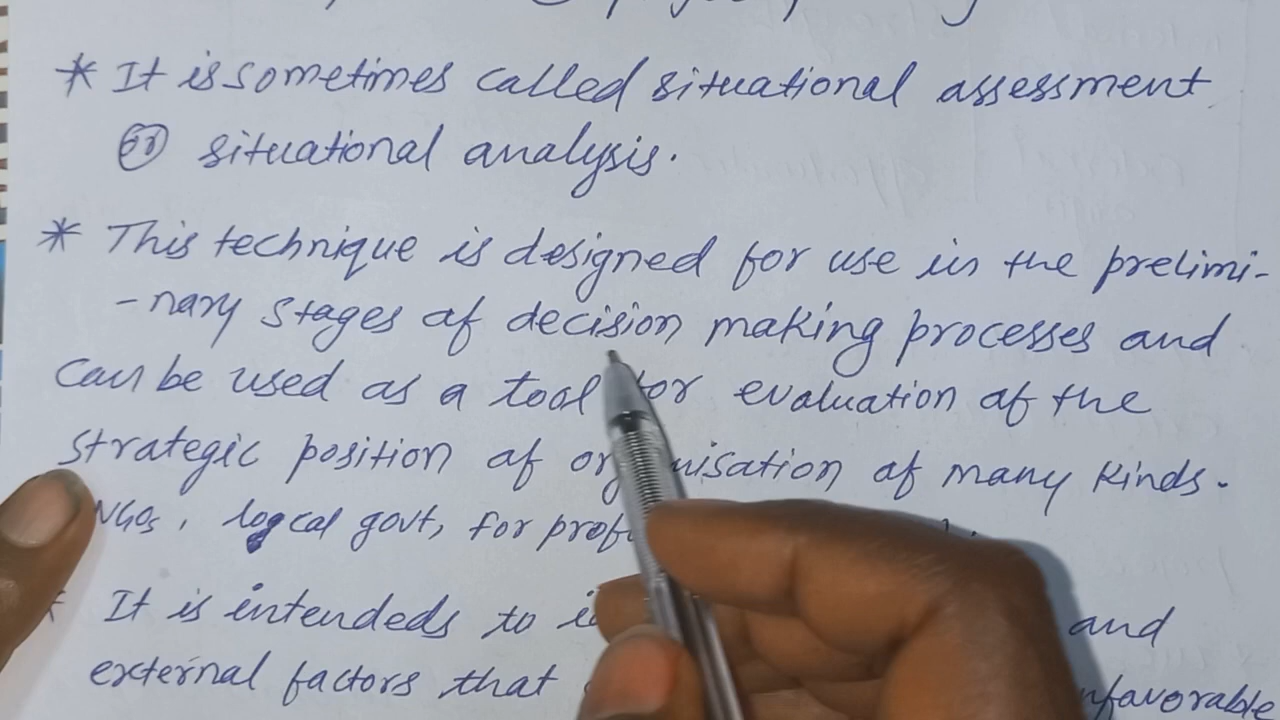 * It is sometimes called situational assessment
(or) situational analysis.
* This technique is designed for use in the prelimi-
-nary stages of decision making processes and
can be used as a tool for evaluation of the
strategic position of organisation of many kinds.
NGOs, logcal govt, for prof
* It is intendeds to and
external factors that unfavorable